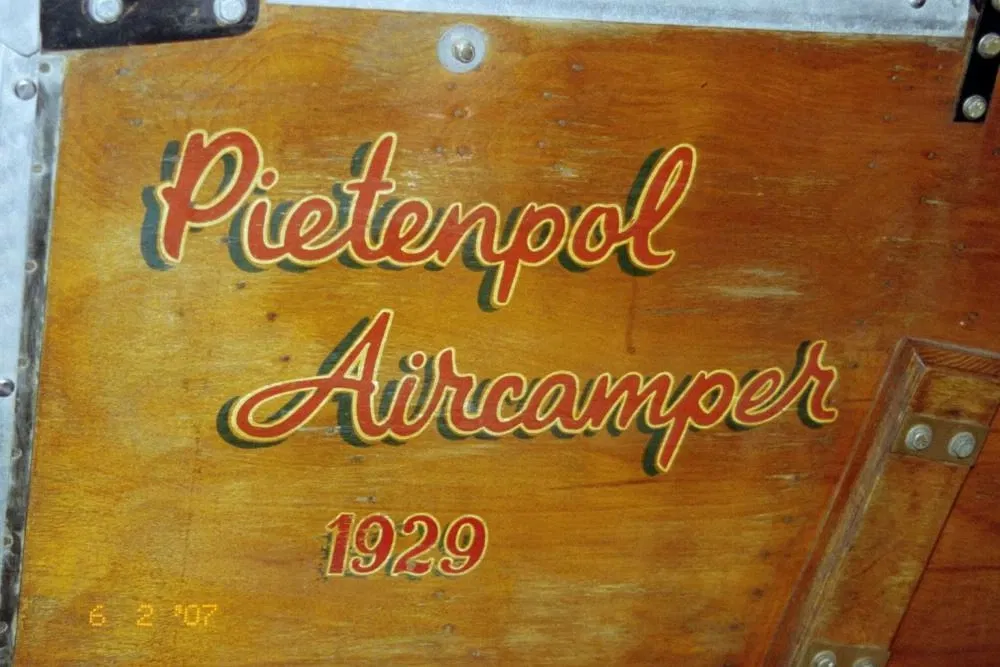 Pietenpol
Aircamper
1929
6 2 '07